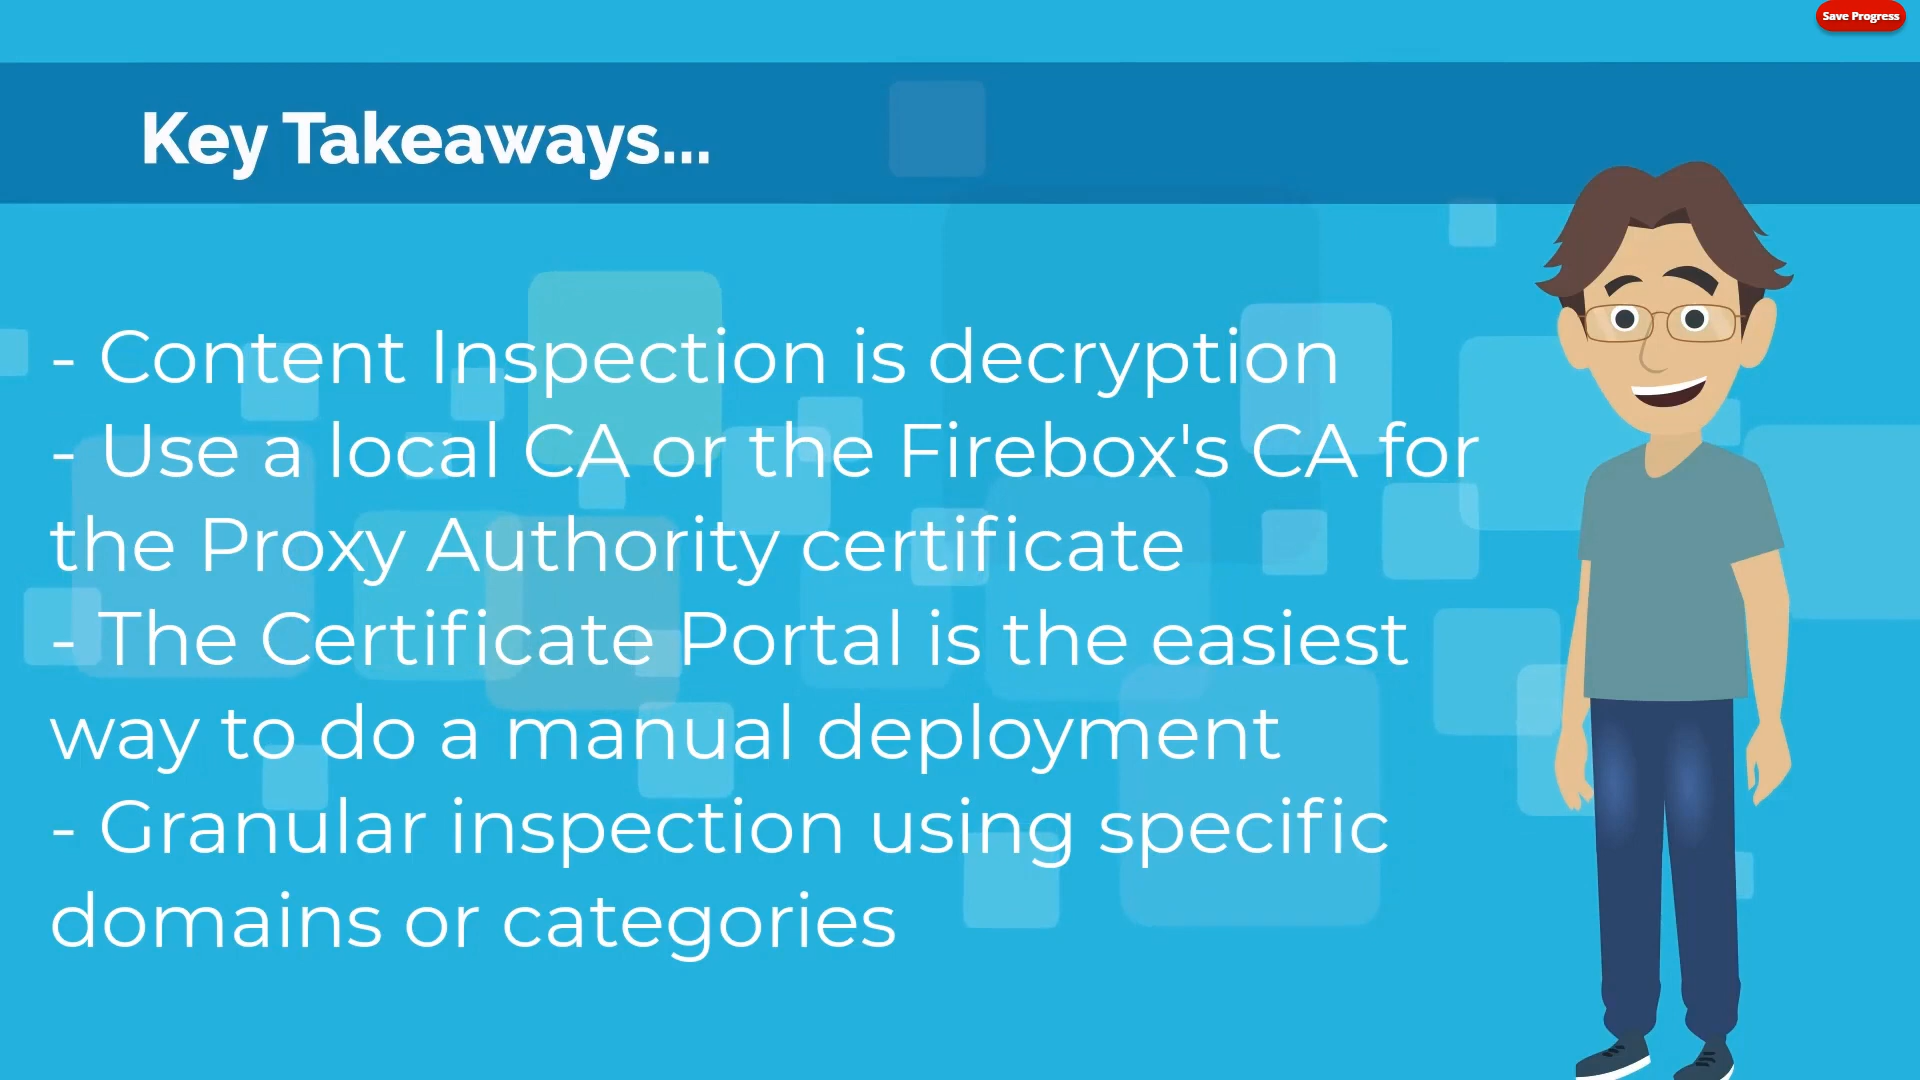 Save Progress
Key Takeaways...
- Content Inspection is decryption
- Use a local CA or the Firebox's CA for
the Proxy Authority certificate
- The Certificate Portal is the easiest
way to do a manual deployment
- Granular inspection using specific
domains or categories